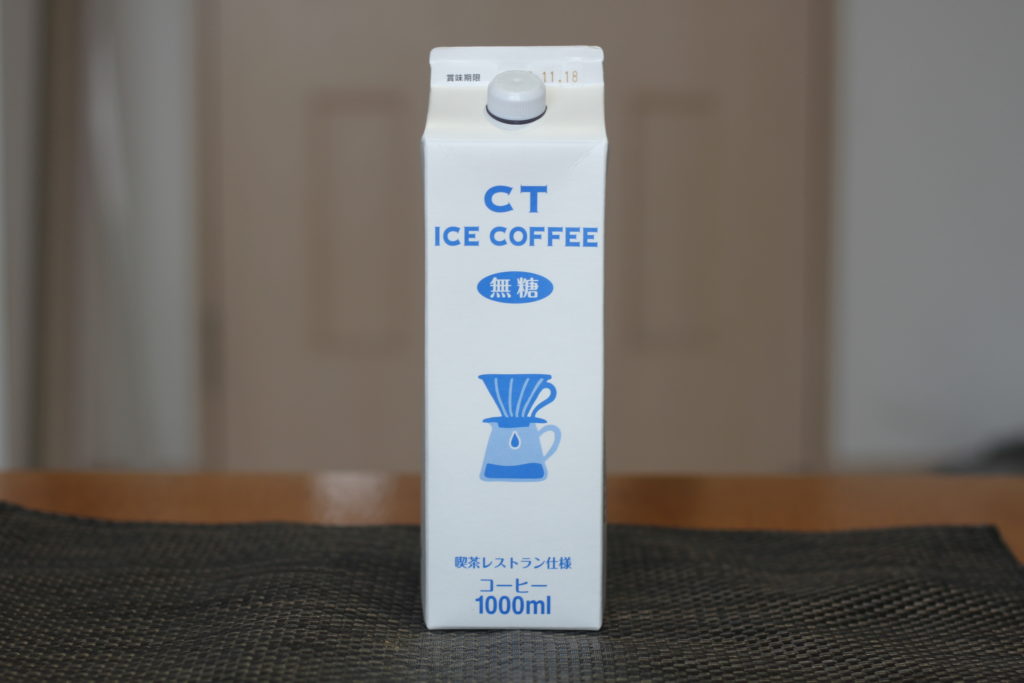 賞味期限 11.18
CT
ICE COFFEE
無糖
喫茶レストラン仕様
コーヒー
1000ml